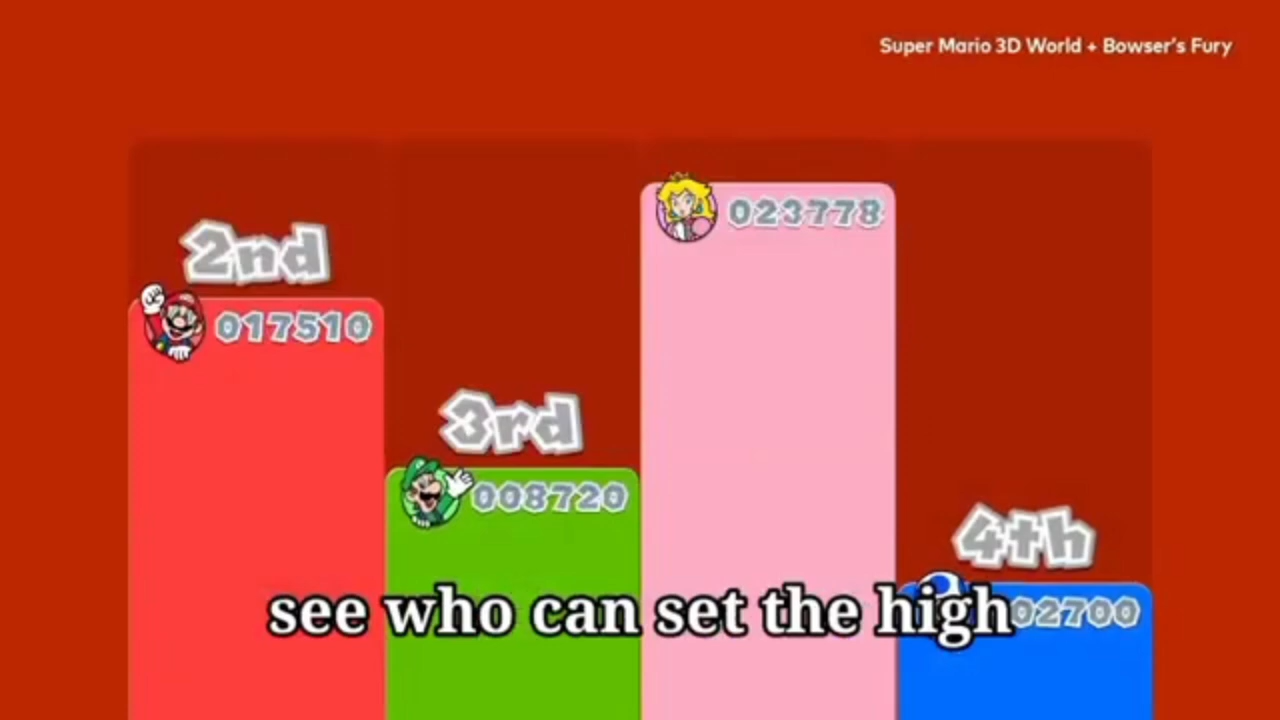 Super Mario 3D World + Bowser's Fury
023778
2nd
017510
3rd
008720
4th
02700
see who can set the high